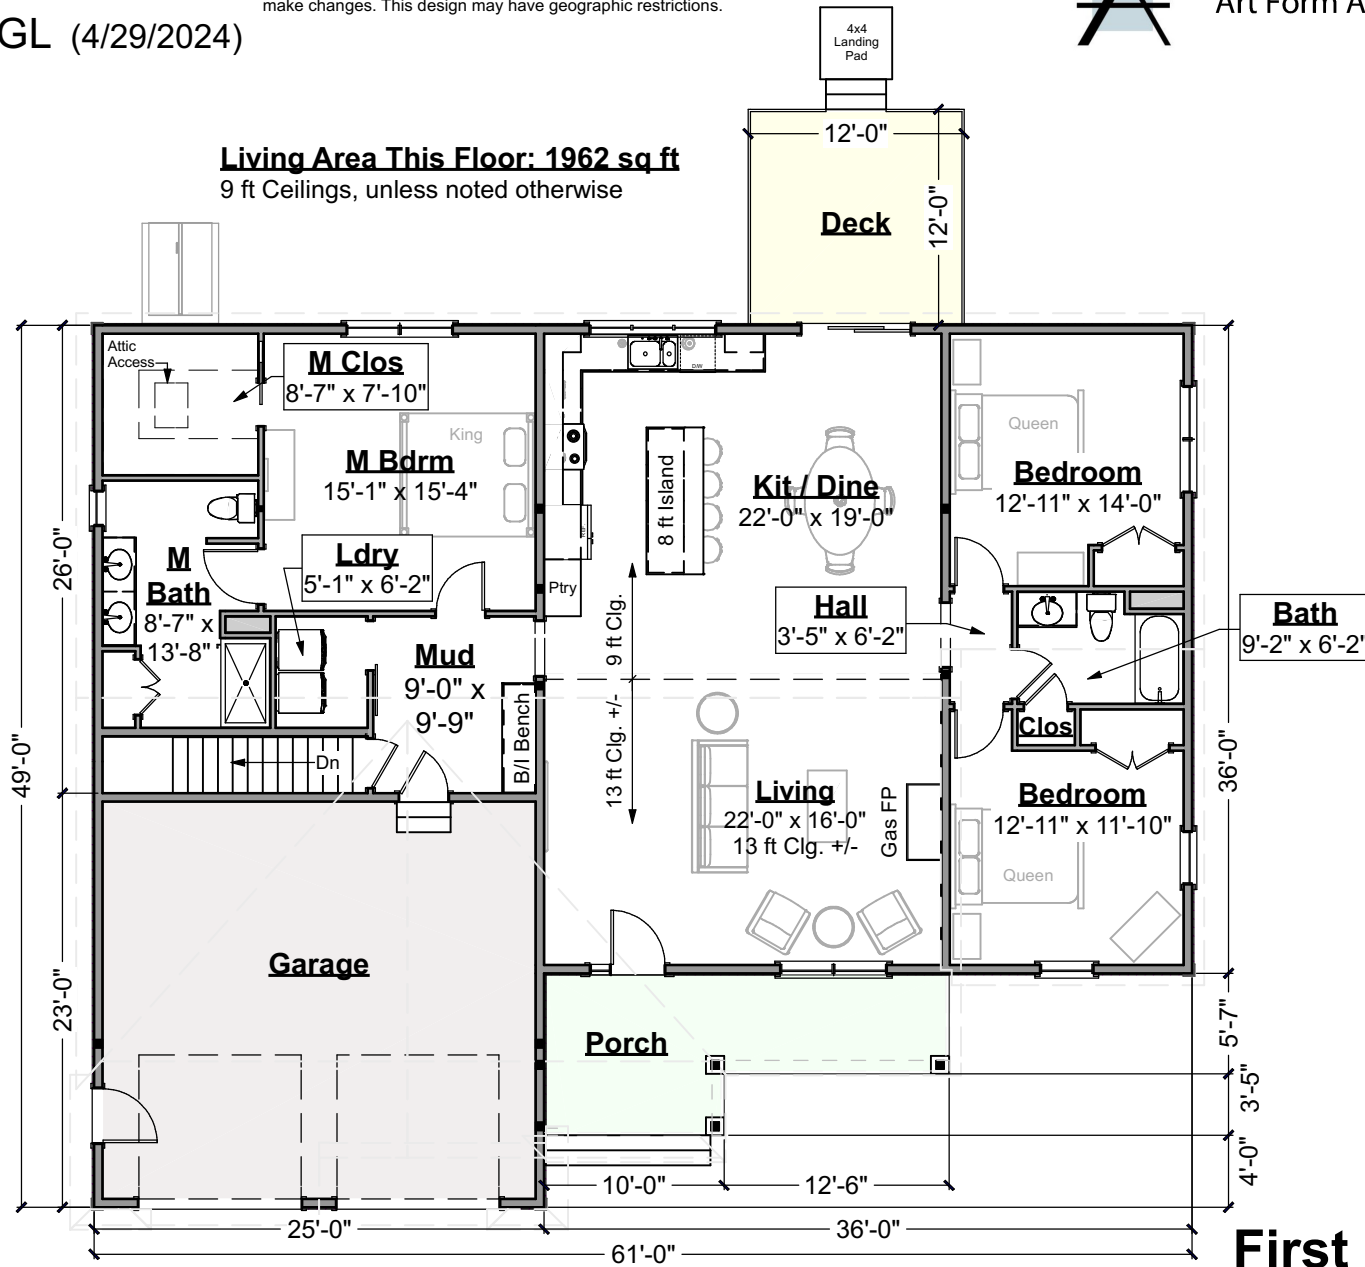 make changes. This design may have geographic restrictions.
GL (4/29/2024)
Art Form A
4x4
Landing
Pad
12'-0"
12'-0"
Deck
Living Area This Floor: 1962 sq ft
9 ft Ceilings, unless noted otherwise
Attic
Access
M Clos
8'-7" x 7'-10"
King
M Bdrm
15'-1" x 15'-4"
D/W
8 ft Island
Kit / Dine
22'-0" x 19'-0"
Queen
Bedroom
12'-11" x 14'-0"
M
Bath
8'-7" x
13'-8"
Ldry
5'-1" x 6'-2"
Ptry
9 ft Clg.
13 ft Clg. +/-
Hall
3'-5" x 6'-2"
Bath
9'-2" x 6'-2"
Mud
9'-0" x
9'-9"
B/I Bench
Dn
Clos
Living
22'-0" x 16'-0"
13 ft Clg. +/-
Gas FP
Bedroom
12'-11" x 11'-10"
Queen
Garage
Porch
26'-0"
49'-0"
23'-0"
36'-0"
5'-7"
3'-5"
4'-0"
10'-0"
12'-6"
25'-0"
36'-0"
61'-0"
First